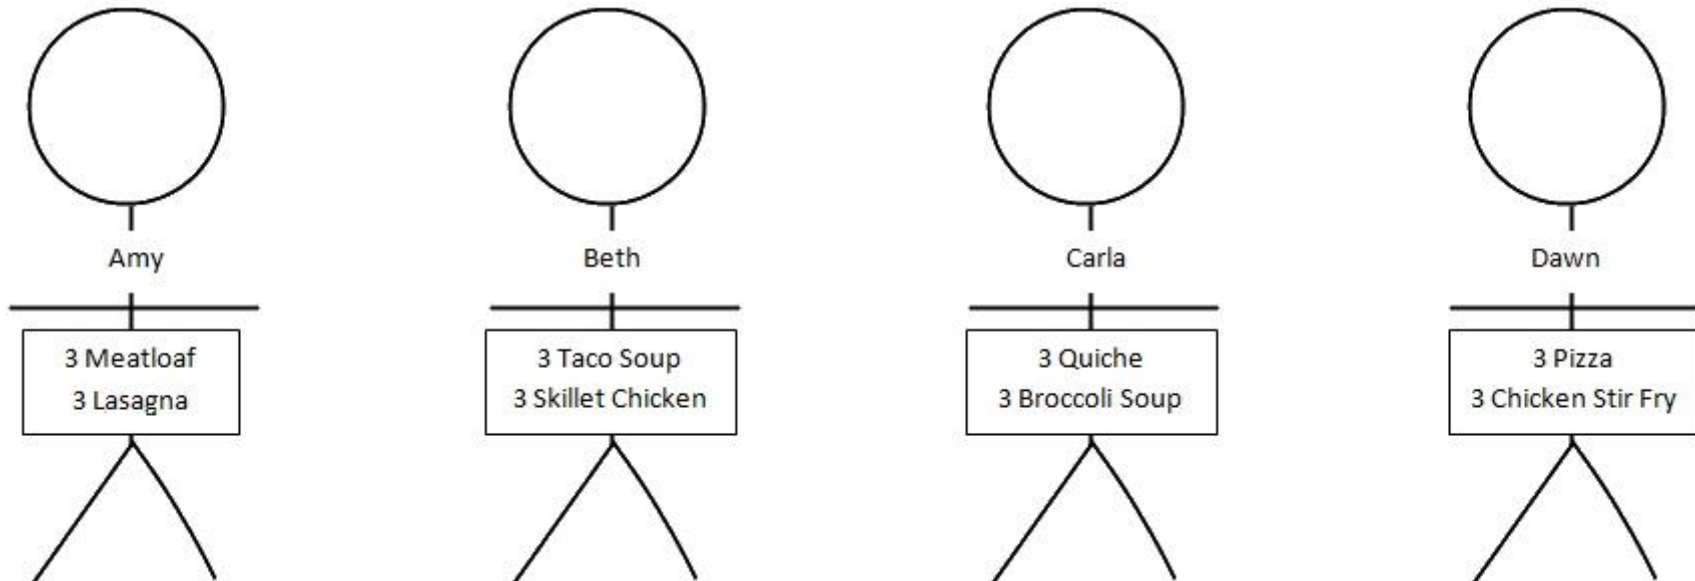 Amy
Beth
Carla
Dawn
3 Meatloaf
3 Lasagna
3 Taco Soup
3 Skillet Chicken
3 Quiche
3 Broccoli Soup
3 Pizza
3 Chicken Stir Fry